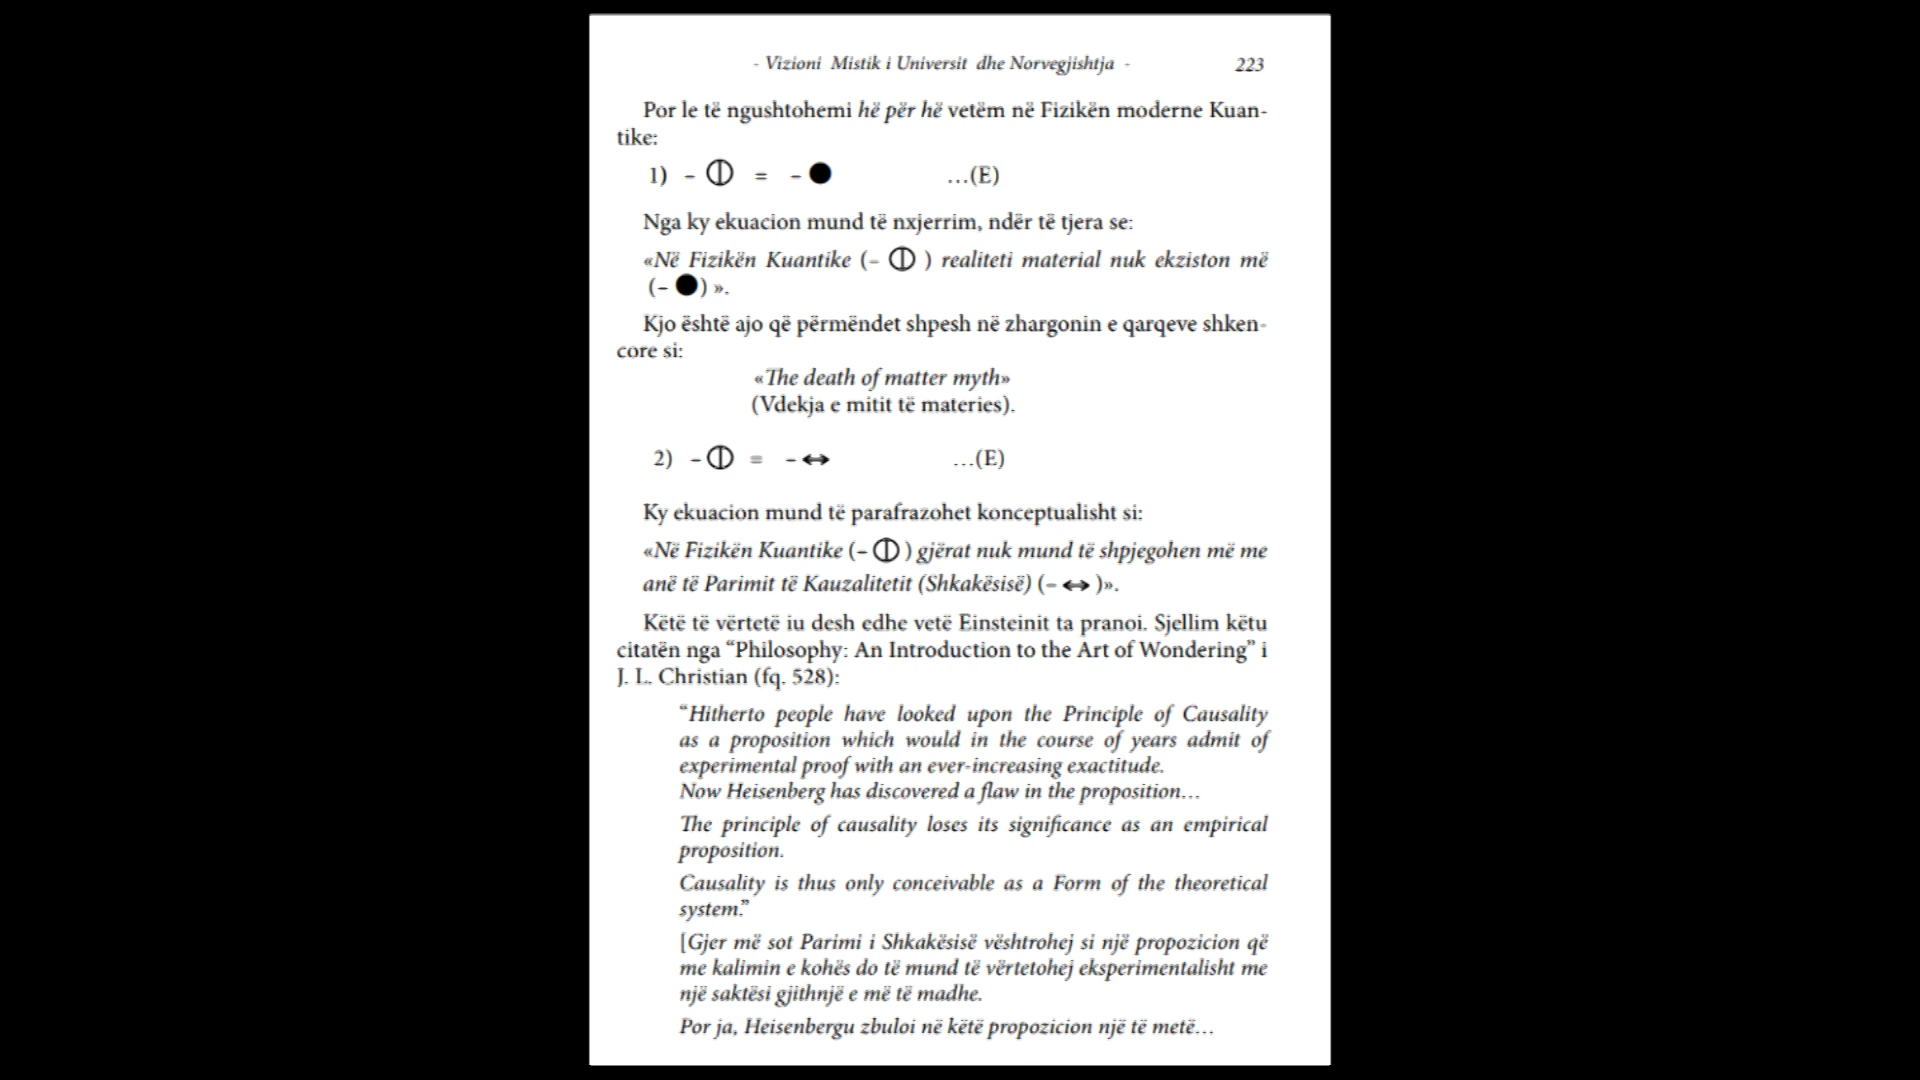 - Vizioni Mistik i Universit dhe Norvegjishtja - 223
Por le të ngushtohemi hë për hë vetëm në Fizikën moderne Kuan-
tike:
1) – ⦶ = – ● …(E)
Nga ky ekuacion mund të nxjerrim, ndër të tjera se:
«Në Fizikën Kuantike (– ⦶ ) realiteti material nuk ekziston më
(– ●) ».
Kjo është ajo që përmëndet shpesh në zhargonin e qarqeve shken-
core si:
«The death of matter myth»
(Vdekja e mitit të materies).
2) – ⦶ = – ↔ …(E)
Ky ekuacion mund të parafrazohet konceptualisht si:
«Në Fizikën Kuantike (– ⦶ ) gjërat nuk mund të shpjegohen më me
anë të Parimit të Kauzalitetit (Shkakësisë) (– ↔ )».
Këtë të vërtetë iu desh edhe vetë Einsteinit ta pranoi. Sjellim këtu
citatën nga “Philosophy: An Introduction to the Art of Wondering” i
J. L. Christian (fq. 528):
“Hitherto people have looked upon the Principle of Causality
as a proposition which would in the course of years admit of
experimental proof with an ever-increasing exactitude.
Now Heisenberg has discovered a flaw in the proposition…
The principle of causality loses its significance as an empirical
proposition.
Causality is thus only conceivable as a Form of the theoretical
system.”
[Gjer më sot Parimi i Shkakësisë vështrohej si një propozicion që
me kalimin e kohës do të mund të vërtetohej eksperimentalisht me
një saktësi gjithnjë e më të madhe.
Por ja, Heisenbergu zbuloi në këtë propozicion një të metë…